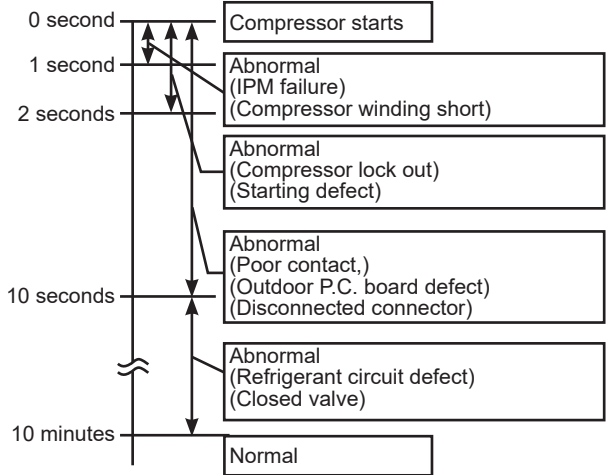 0 second
Compressor starts
1 second
Abnormal
(IPM failure)
(Compressor winding short)
2 seconds
Abnormal
(Compressor lock out)
(Starting defect)
Abnormal
(Poor contact,)
(Outdoor P.C. board defect)
(Disconnected connector)
10 seconds
Abnormal
(Refrigerant circuit defect)
(Closed valve)
10 minutes
Normal